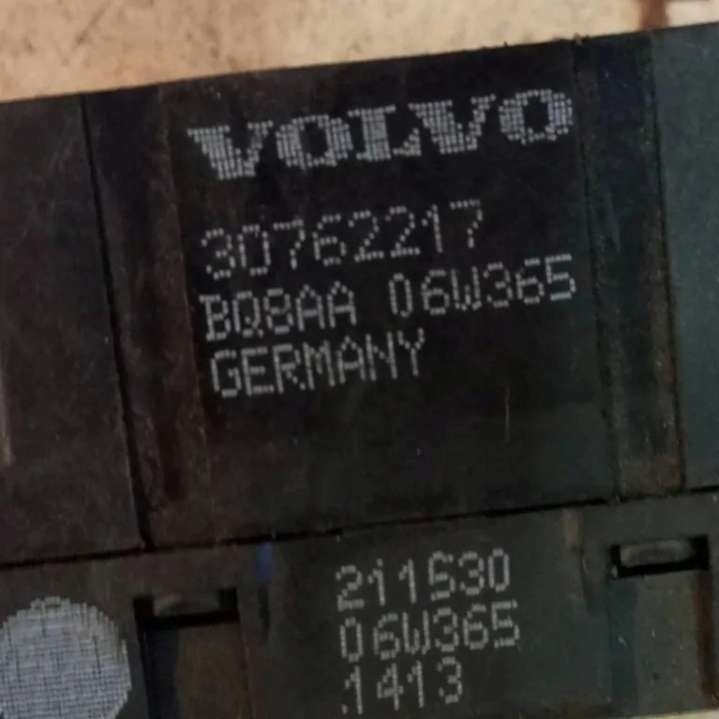 VOLVO
30762217
BQ8AA 06W365
GERMANY
211530
06W365
.1413